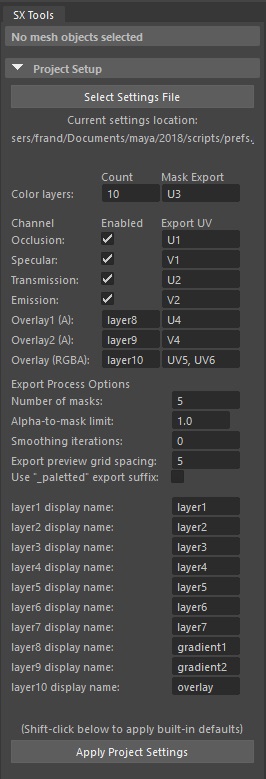 SX Tools
No mesh objects selected
Project Setup
Select Settings File
Current settings location:
sers/frand/Documents/maya/2018/scripts/prefs.
Count Mask Export
Color layers: 10 U3
Channel Enabled Export UV
Occlusion: U1
Specular: V1
Transmission: U2
Emission: V2
Overlay1 (A): layer8 U4
Overlay2 (A): layer9 V4
Overlay (RGBA): layer10 UV5, UV6
Export Process Options
Number of masks: 5
Alpha-to-mask limit: 1.0
Smoothing iterations: 0
Export preview grid spacing: 5
Use "_paletted" export suffix:
layer1 display name: layer1
layer2 display name: layer2
layer3 display name: layer3
layer4 display name: layer4
layer5 display name: layer5
layer6 display name: layer6
layer7 display name: layer7
layer8 display name: gradient1
layer9 display name: gradient2
layer10 display name: overlay
(Shift-click below to apply built-in defaults)
Apply Project Settings